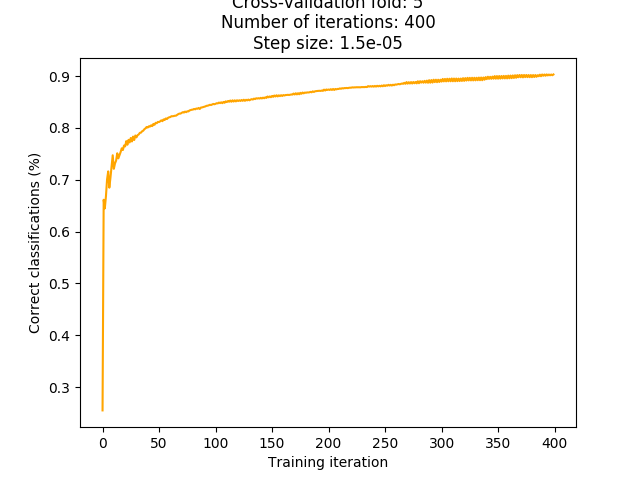 Cross-validation fold: 5
Number of iterations: 400
Step size: 1.5e-05
0.9
0.8
0.7
0.6
0.5
0.4
0.3
Correct classifications (%)
0 50 100 150 200 250 300 350 400
Training iteration